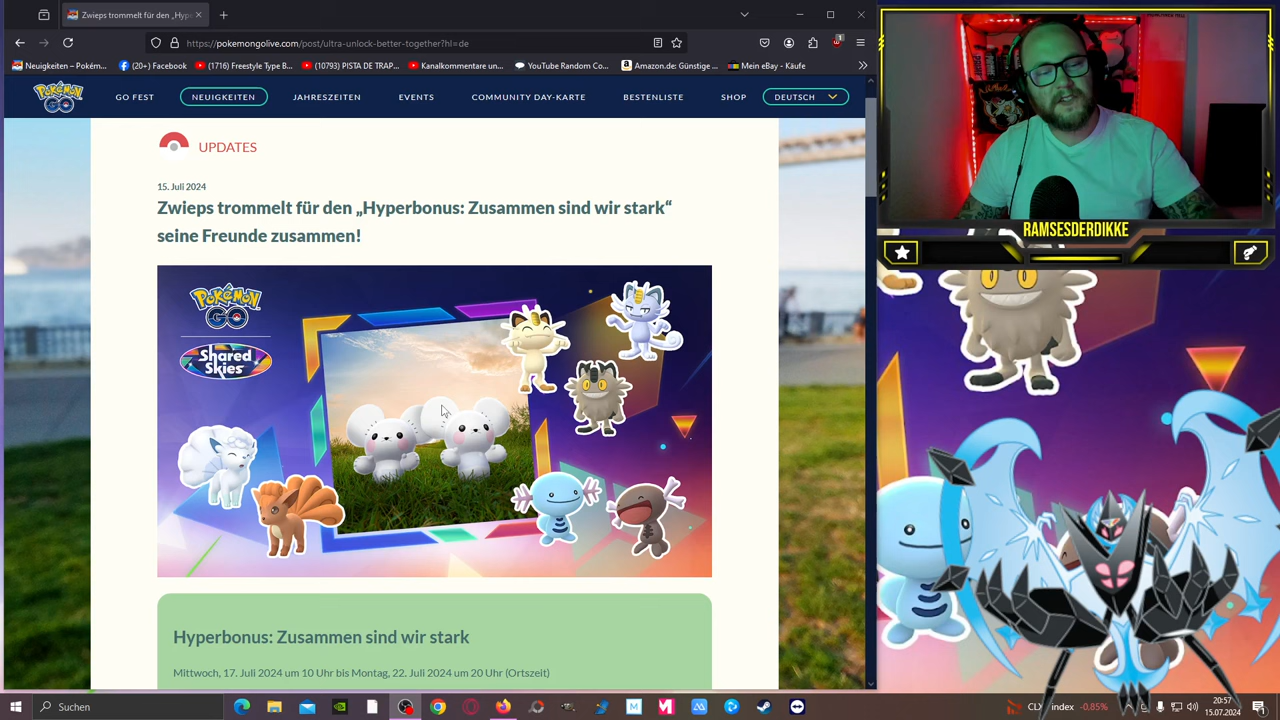 Zwieps trommelt für den „Hype
https://pokemongolive.com/post/ultra-unlock-better-together?hl=de
Neuigkeiten – Pokém...
(20+) Facebook
(1716) Freestyle Type B...
(10793) PISTA DE TRAP...
Kanalkommentare un...
YouTube Random Co...
Amazon.de: Günstige ...
Mein eBay - Käufe
Pokémon GO
GO FEST
NEUIGKEITEN
JAHRESZEITEN
EVENTS
COMMUNITY DAY-KARTE
BESTENLISTE
SHOP
DEUTSCH
UPDATES
15. Juli 2024
Zwieps trommelt für den „Hyperbonus: Zusammen sind wir stark“
seine Freunde zusammen!
Pokémon GO
Shared
Skies
Hyperbonus: Zusammen sind wir stark
Mittwoch, 17. Juli 2024 um 10 Uhr bis Montag, 22. Juli 2024 um 20 Uhr (Ortszeit)
RAMSESDERDIKKE
Suchen
index -0,85%
20:57
15.07.2024